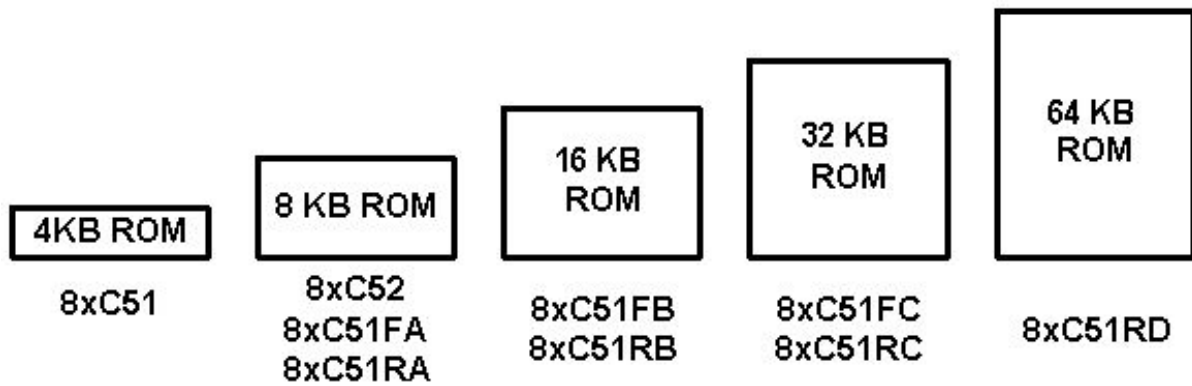 4KB ROM
8xC51
8 KB ROM
8xC52
8xC51FA
8xC51RA
16 KB
ROM
8xC51FB
8xC51RB
32 KB
ROM
8xC51FC
8xC51RC
64 KB
ROM
8xC51RD